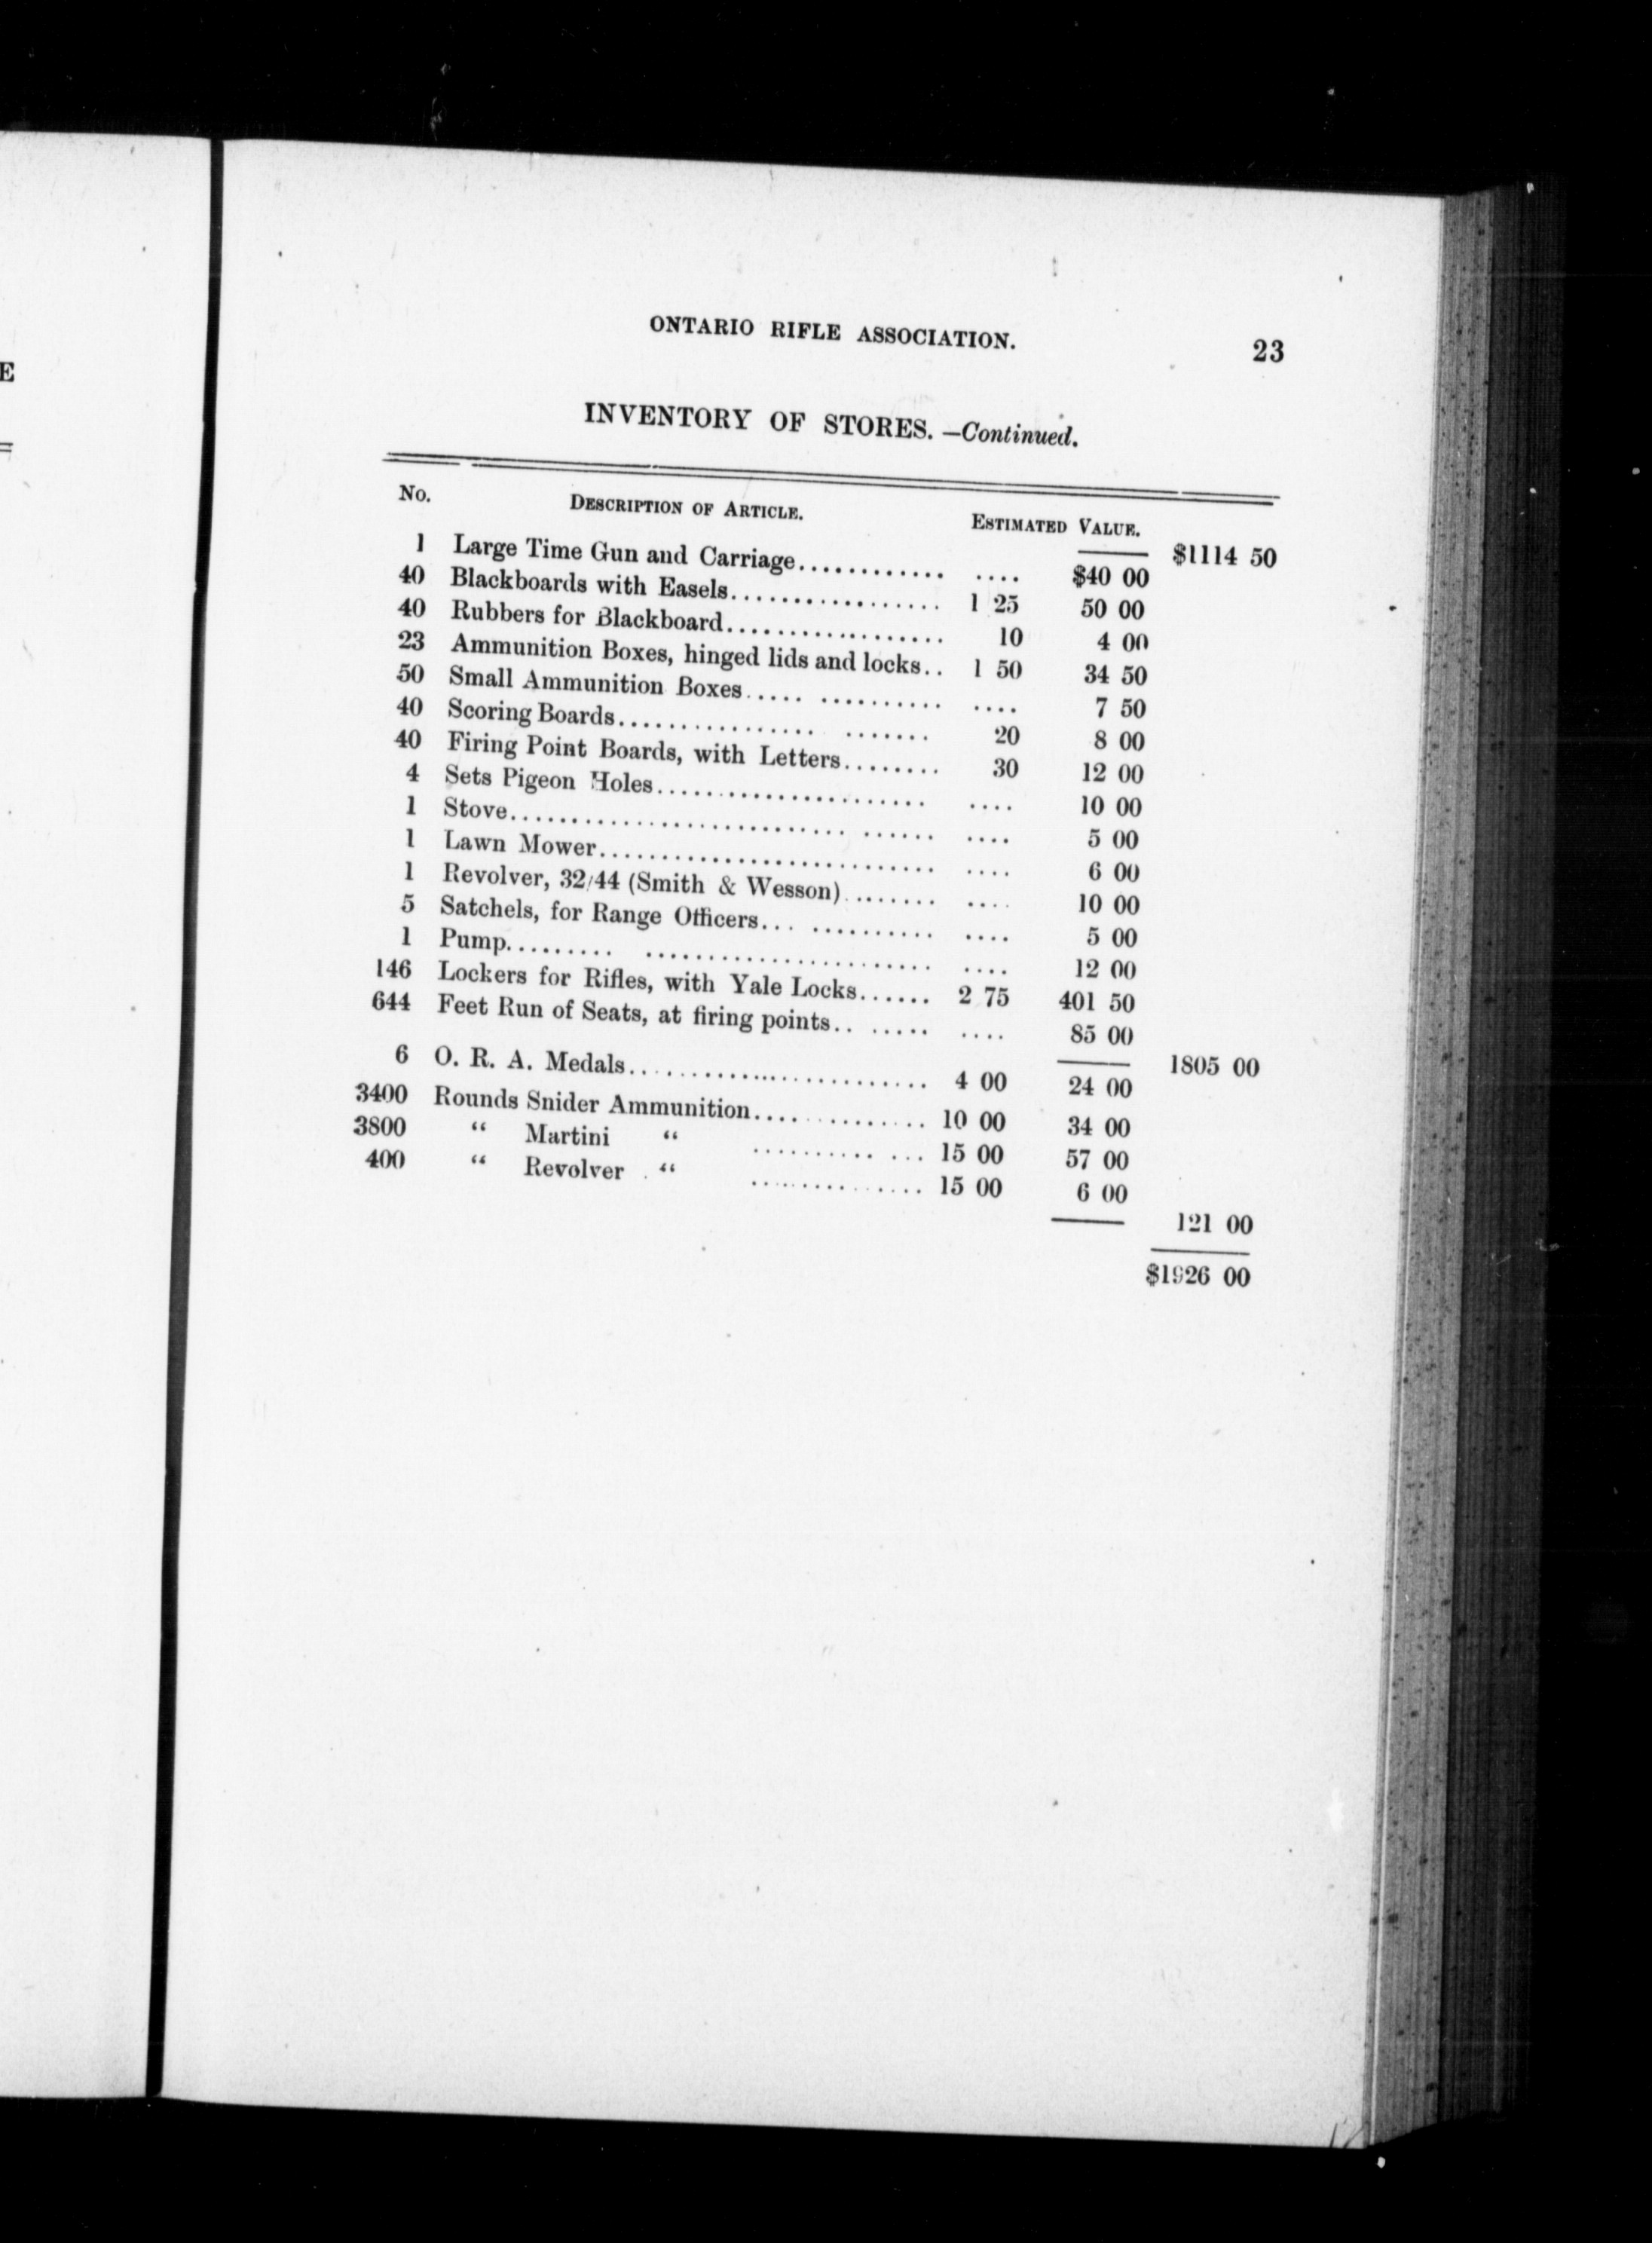 ONTARIO RIFLE ASSOCIATION. 23
INVENTORY OF STORES.—Continued.
No. DESCRIPTION OF ARTICLE. ESTIMATED VALUE.
$1114 50
1 Large Time Gun and Carriage............ .... $40 00
40 Blackboards with Easels................. 1 25 50 00
40 Rubbers for Blackboard.................. 10 4 00
23 Ammunition Boxes, hinged lids and locks.. 1 50 34 50
50 Small Ammunition Boxes..... .......... .... 7 50
40 Scoring Boards................ ....... 20 8 00
40 Firing Point Boards, with Letters........ 30 12 00
4 Sets Pigeon Holes...................... .... 10 00
1 Stove........................... ...... .... 5 00
1 Lawn Mower........................... .... 6 00
1 Revolver, 32/44 (Smith & Wesson)........ .... 10 00
5 Satchels, for Range Officers... .......... .... 5 00
1 Pump......... ....................... .... 12 00
146 Lockers for Rifles, with Yale Locks...... 2 75 401 50
644 Feet Run of Seats, at firing points.. ..... .... 85 00
1805 00
6 O. R. A. Medals........................ 4 00 24 00
3400 Rounds Snider Ammunition.............. 10 00 34 00
3800 “ Martini “ .......... ... 15 00 57 00
400 “ Revolver “ .............. 15 00 6 00
121 00
$1926 00
E